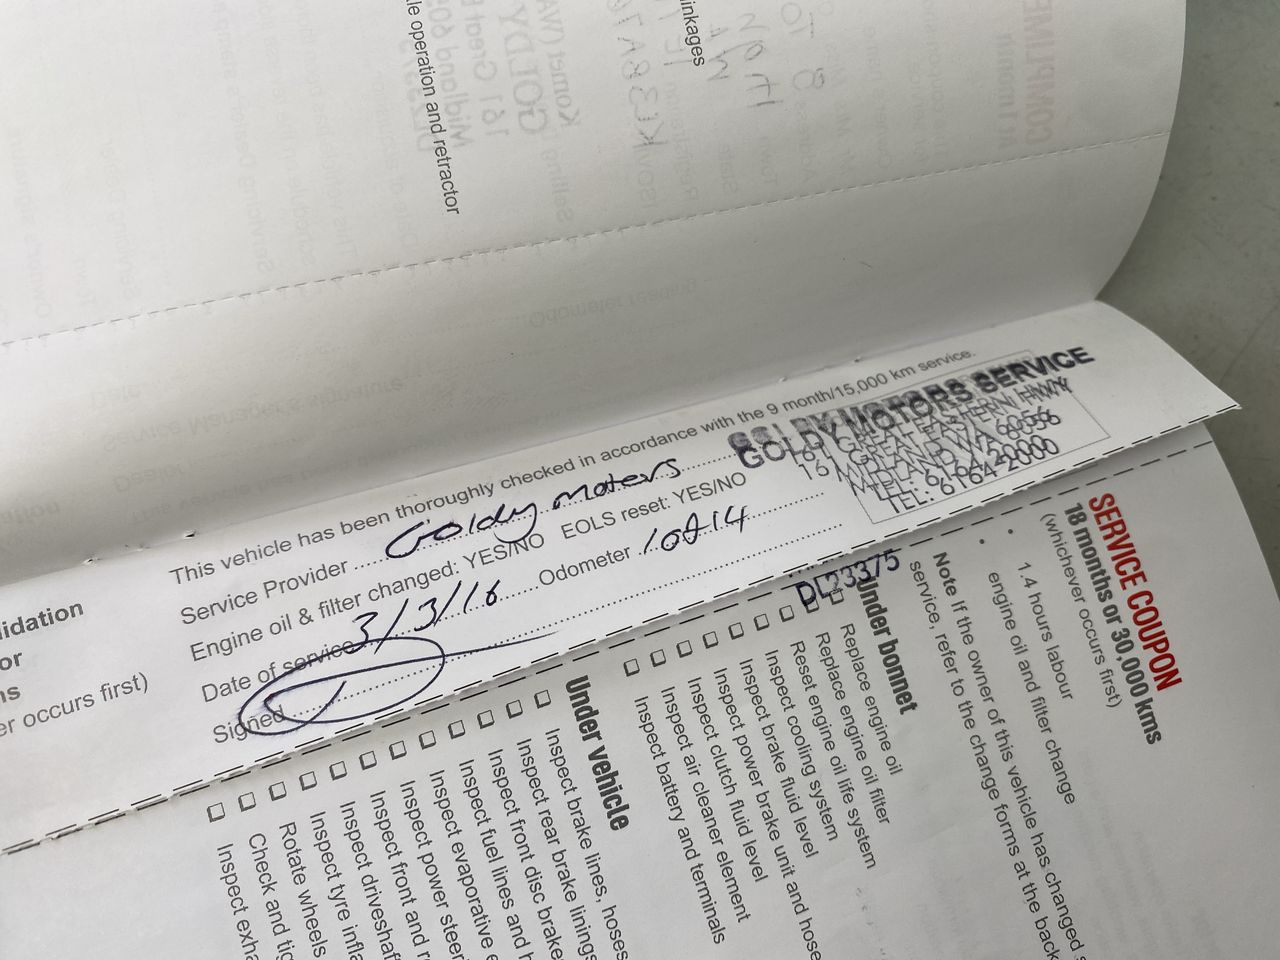 le operation and retractor
inkages
This vehicle has been thoroughly checked in accordance with the 9 month/15,000 km service.
Service Provider Goldy Motors
Engine oil & filter changed: YES/NO EOLS reset: YES/NO
Date of service 3/3/16 Odometer
Signed
GOLDY MOTORS SERVICE
GREAT EASTERN HWY
MIDLAND WA 6056
TEL: 6164 2000
DL23375
idation
or
ns
er occurs first)
SERVICE COUPON
18 months or 30,000 kms
(whichever occurs first)
• 1.4 hours labour
• engine oil and filter change
Note If the owner of this vehicle has changed s
service, refer to the change forms at the back
Under bonnet
Replace engine oil
Replace engine oil filter
Reset engine oil life system
Inspect cooling system
Inspect brake fluid level
Inspect power brake unit and hose
Inspect clutch fluid level
Inspect air cleaner element
Inspect battery and terminals
Under vehicle
Inspect brake lines, hoses
Inspect rear brake linings
Inspect front disc brake
Inspect fuel lines and h
Inspect evaporative e
Inspect power steer
Inspect front and r
Inspect driveshaf
Inspect tyre infla
Rotate wheels
Check and tig
Inspect exha